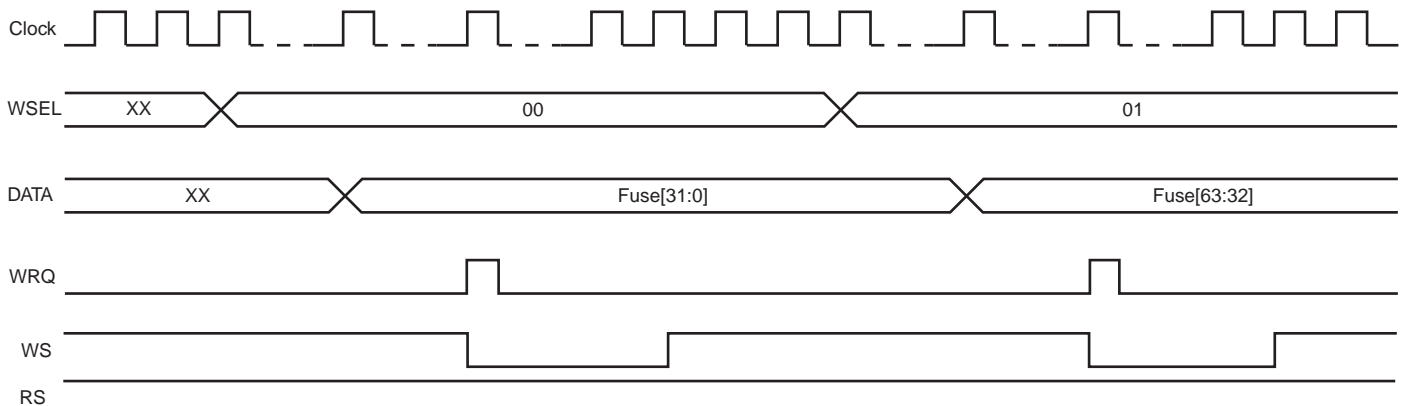 Clock
WSEL XX 00 01
DATA XX Fuse[31:0] Fuse[63:32]
WRQ
WS
RS